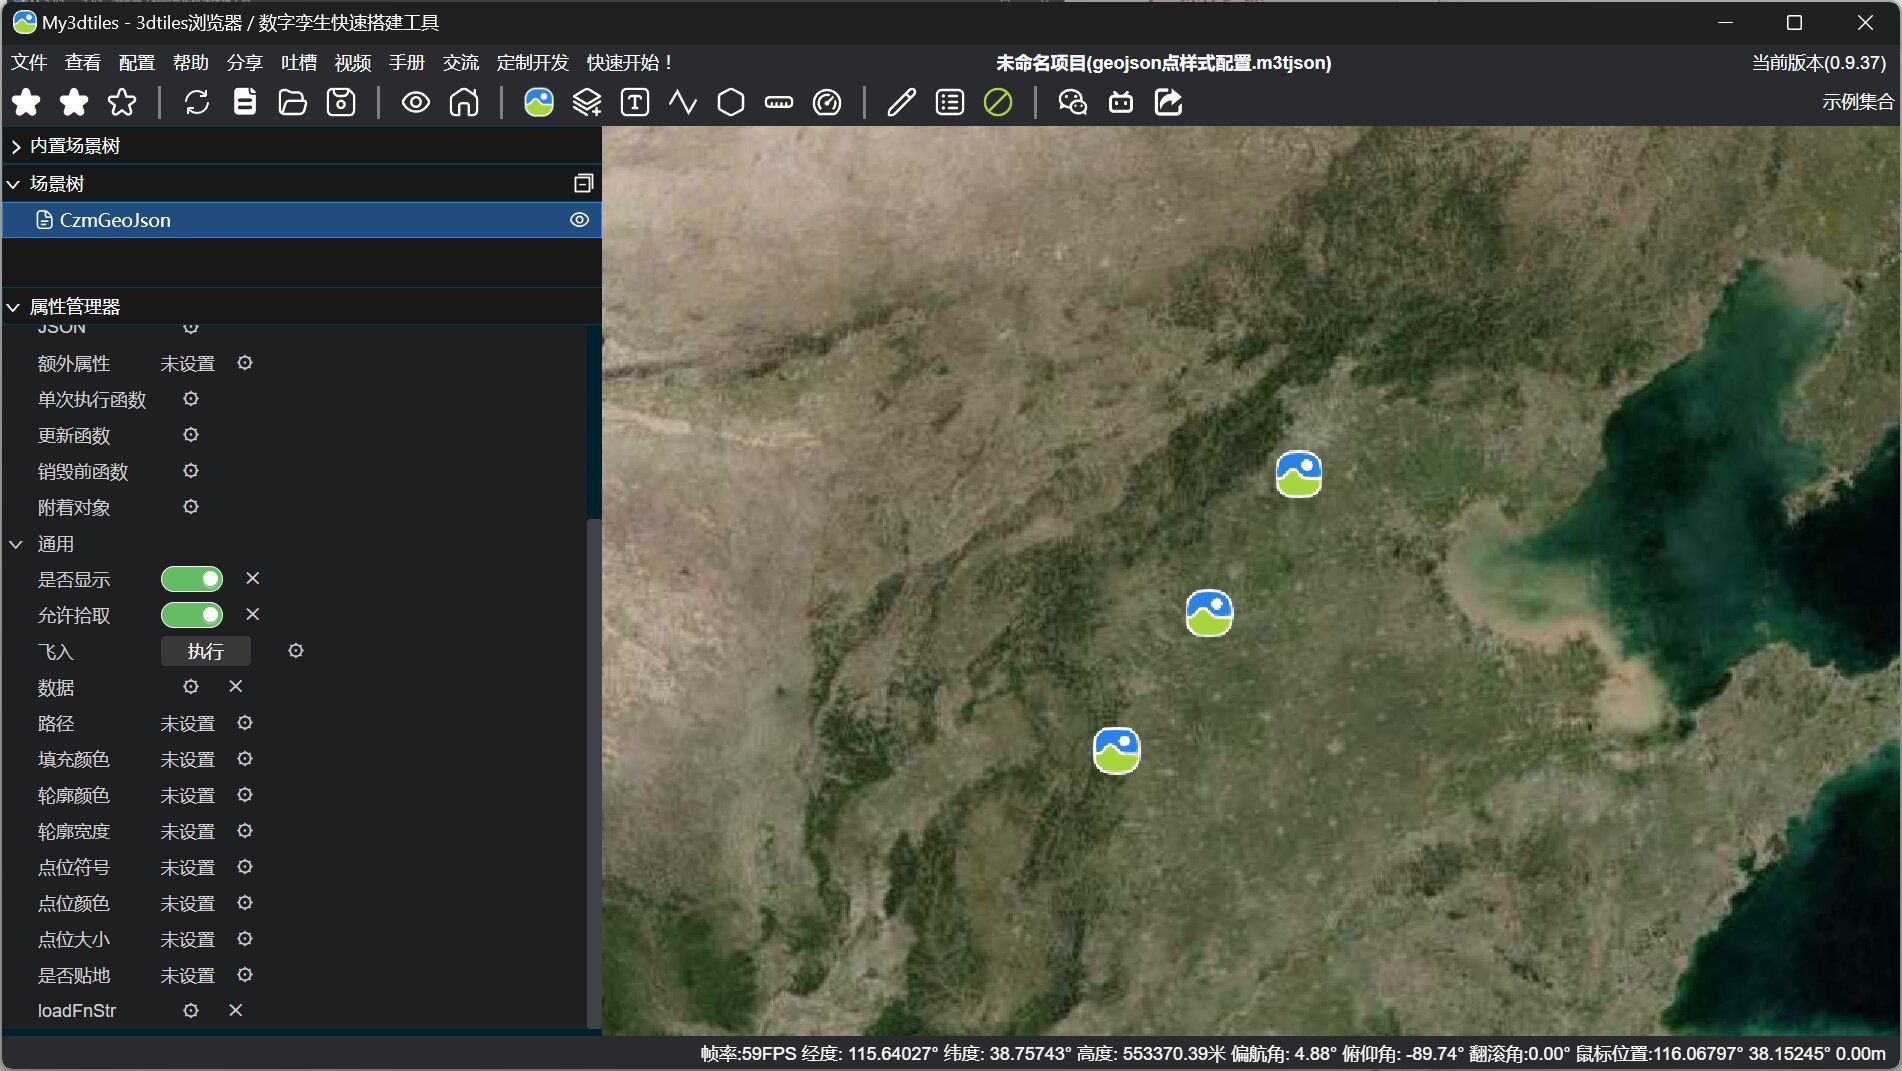 My3dtiles - 3dtiles浏览器 / 数字孪生快速搭建工具
文件 查看 配置 帮助 分享 吐槽 视频 手册 交流 定制开发 快速开始！ 未命名项目(geojson点样式配置.m3tjson) 当前版本(0.9.37)
示例集合
内置场景树
场景树
CzmGeoJson
属性管理器
JSON
额外属性 未设置
单次执行函数
更新函数
销毁前函数
附着对象
通用
是否显示
允许拾取
飞入 执行
数据
路径 未设置
填充颜色 未设置
轮廓颜色 未设置
轮廓宽度 未设置
点位符号 未设置
点位颜色 未设置
点位大小 未设置
是否贴地 未设置
loadFnStr
帧率:59FPS 经度: 115.64027° 纬度: 38.75743° 高度: 553370.39米 偏航角: 4.88° 俯仰角: -89.74° 翻滚角:0.00° 鼠标位置:116.06797° 38.15245° 0.00m